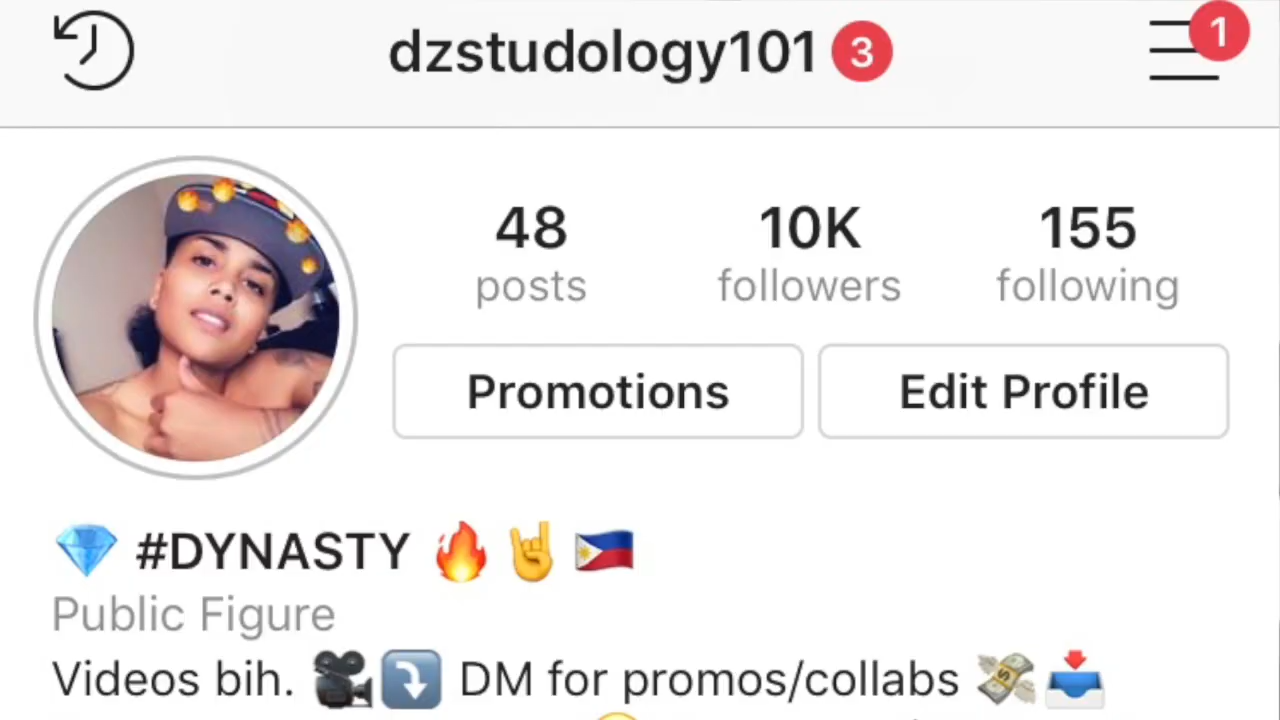 dzstudology101 3
1
48 10K 155
posts followers following
Promotions Edit Profile
💎 #DYNASTY 🔥🤘🇵🇭
Public Figure
Videos bih. 🎥⤵️ DM for promos/collabs 💸📥